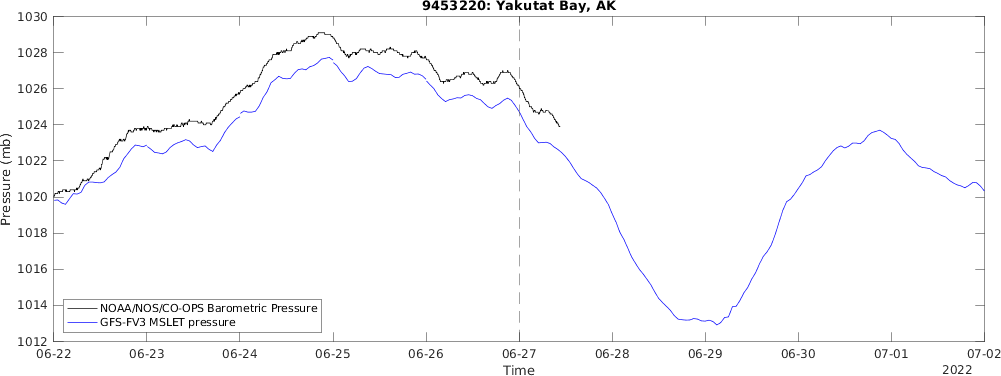 9453220: Yakutat Bay, AK
Pressure (mb)
1030
1028
1026
1024
1022
1020
1018
1016
1014
1012
NOAA/NOS/CO-OPS Barometric Pressure
GFS-FV3 MSLET pressure
06-22 06-23 06-24 06-25 06-26 06-27 06-28 06-29 06-30 07-01 07-02
Time
2022